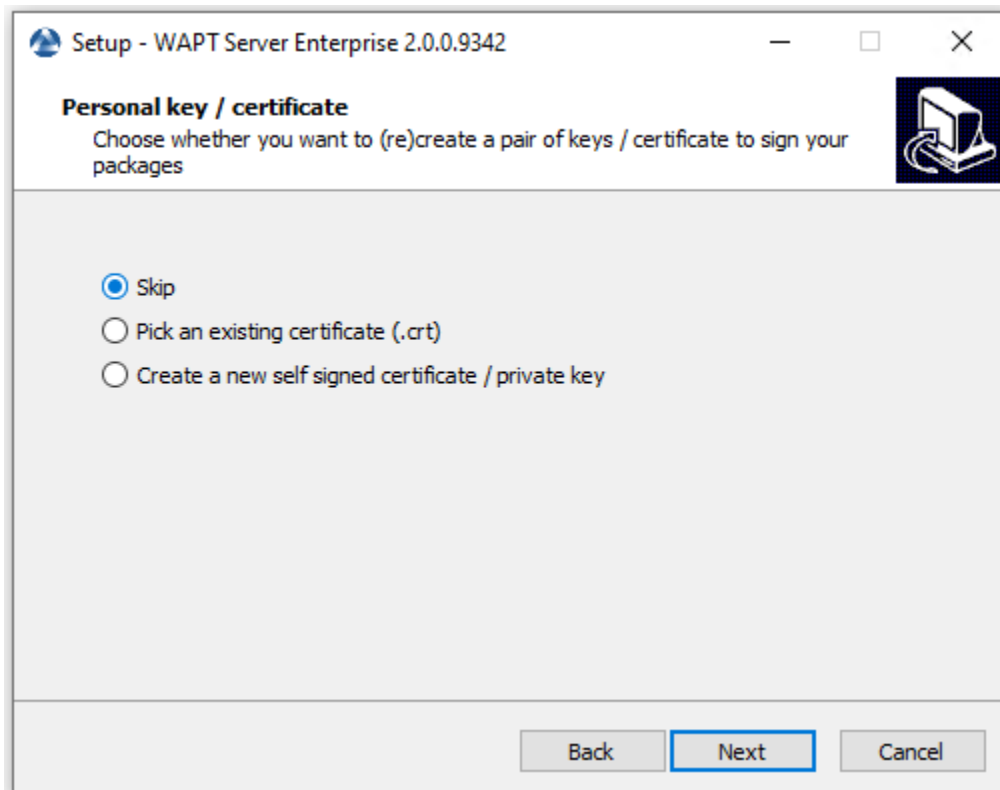 Setup - WAPT Server Enterprise 2.0.0.9342
Personal key / certificate
Choose whether you want to (re)create a pair of keys / certificate to sign your
packages
Skip
Pick an existing certificate (.crt)
Create a new self signed certificate / private key
Back Next Cancel